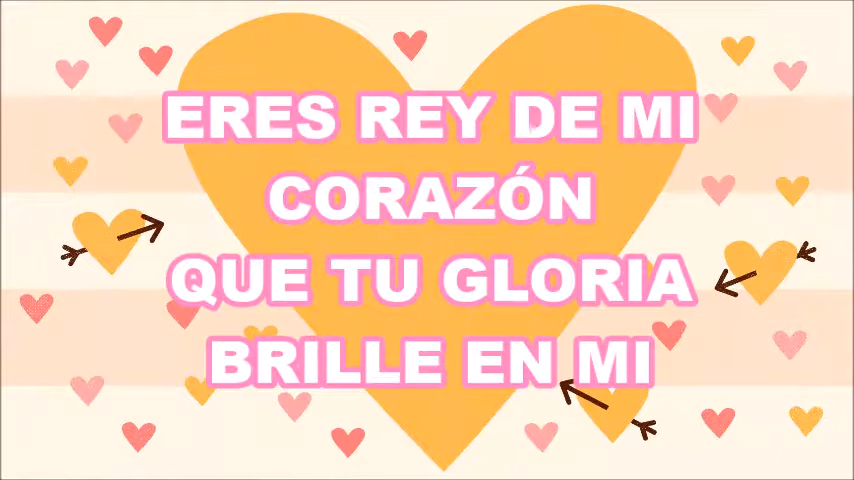 ERES REY DE MI
CORAZÓN
QUE TU GLORIA
BRILLE EN MI